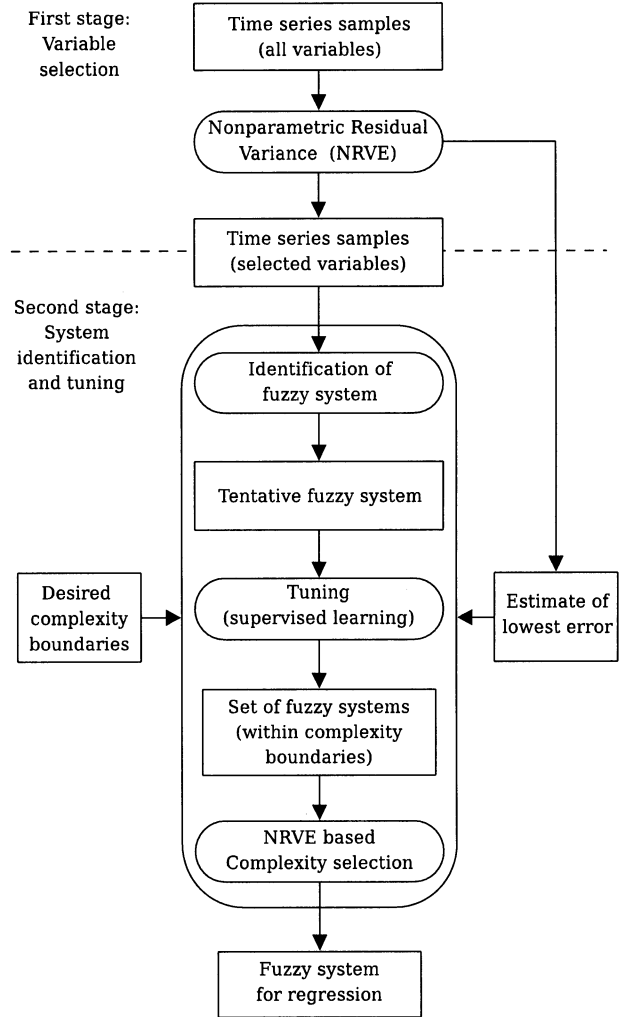 First stage:
Variable
selection
Time series samples
(all variables)
Nonparametric Residual
Variance (NRVE)
Time series samples
(selected variables)
Second stage:
System
identification
and tuning
Identification of
fuzzy system
Tentative fuzzy system
Desired
complexity
boundaries
Tuning
(supervised learning)
Estimate of
lowest error
Set of fuzzy systems
(within complexity
boundaries)
NRVE based
Complexity selection
Fuzzy system
for regression